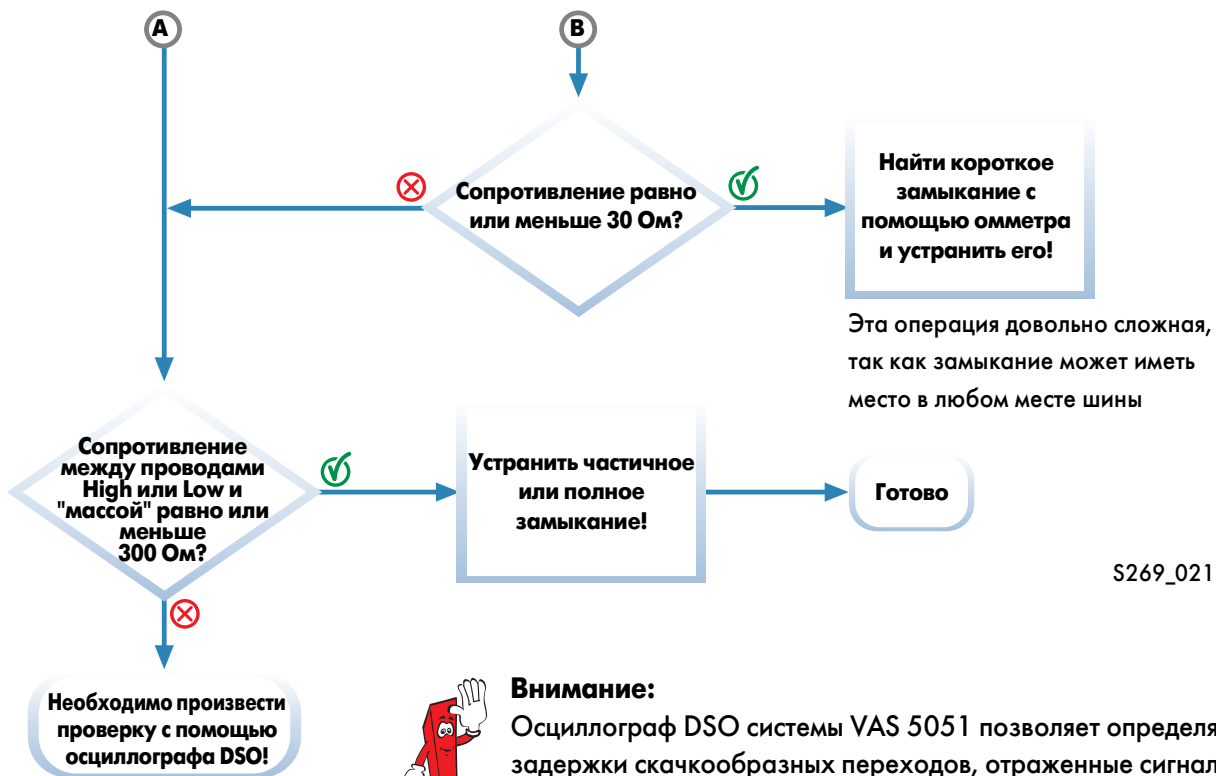 A
B
Сопротивление равно
или меньше 30 Ом?
Найти короткое
замыкание с
помощью омметра
и устранить его!
Эта операция довольно сложная,
так как замыкание может иметь
место в любом месте шины
Сопротивление
между проводами
High или Low и
"массой" равно или
меньше
300 Ом?
Устранить частичное
или полное
замыкание!
Готово
S269_021
Необходимо произвести
проверку с помощью
осциллографа DSO!
Внимание:
Осциллограф DSO системы VAS 5051 позволяет определя
задержки скачкообразных переходов, отраженные сигнал